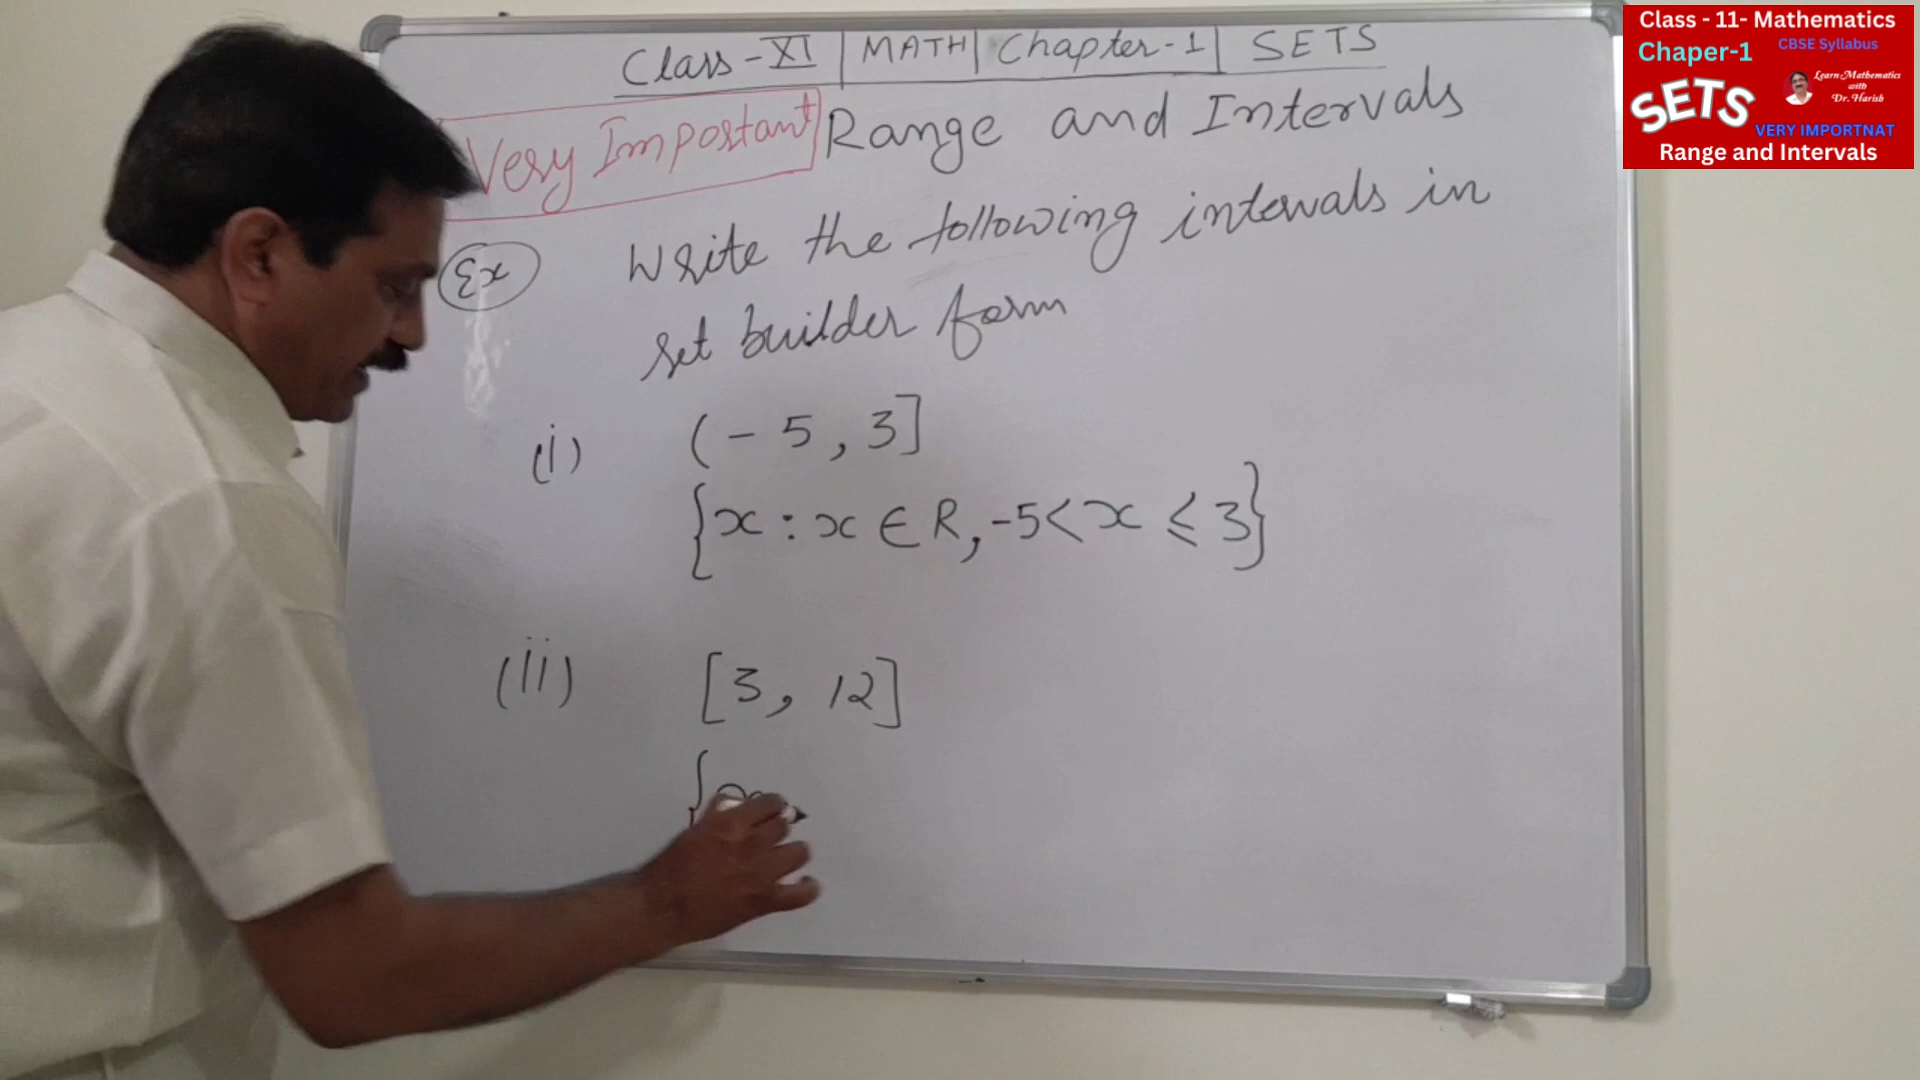 Class - XI | MATH | Chapter - 1 | SETS
Very Important Range and Intervals
Ex Write the following intervals in
set builder form
(i) (- 5, 3]
{x : x ∈ R, -5 < x ≤ 3}
(ii) [3, 12]
{x
Class - 11- Mathematics
Chaper-1 CBSE Syllabus
SETS
Learn Mathematics
with
Dr. Harish
VERY IMPORTNAT
Range and Intervals